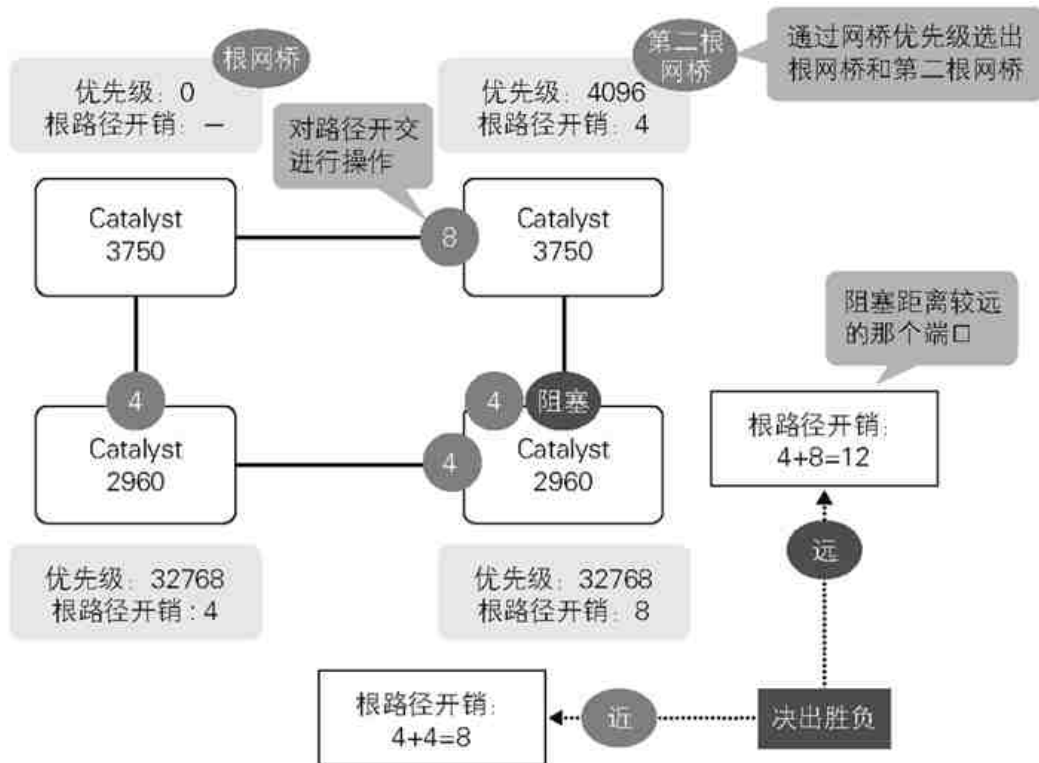 根网桥
优先级：0
根路径开销：—
第二根
网桥
优先级：4096
根路径开销：4
通过网桥优先级选出
根网桥和第二根网桥
对路径开交
进行操作
Catalyst
3750
8
Catalyst
3750
阻塞距离较远
的那个端口
4
Catalyst
2960
4
阻塞
4
Catalyst
2960
根路径开销：
4+8=12
远
优先级：32768
根路径开销：4
优先级：32768
根路径开销：8
根路径开销：
4+4=8
近
决出胜负